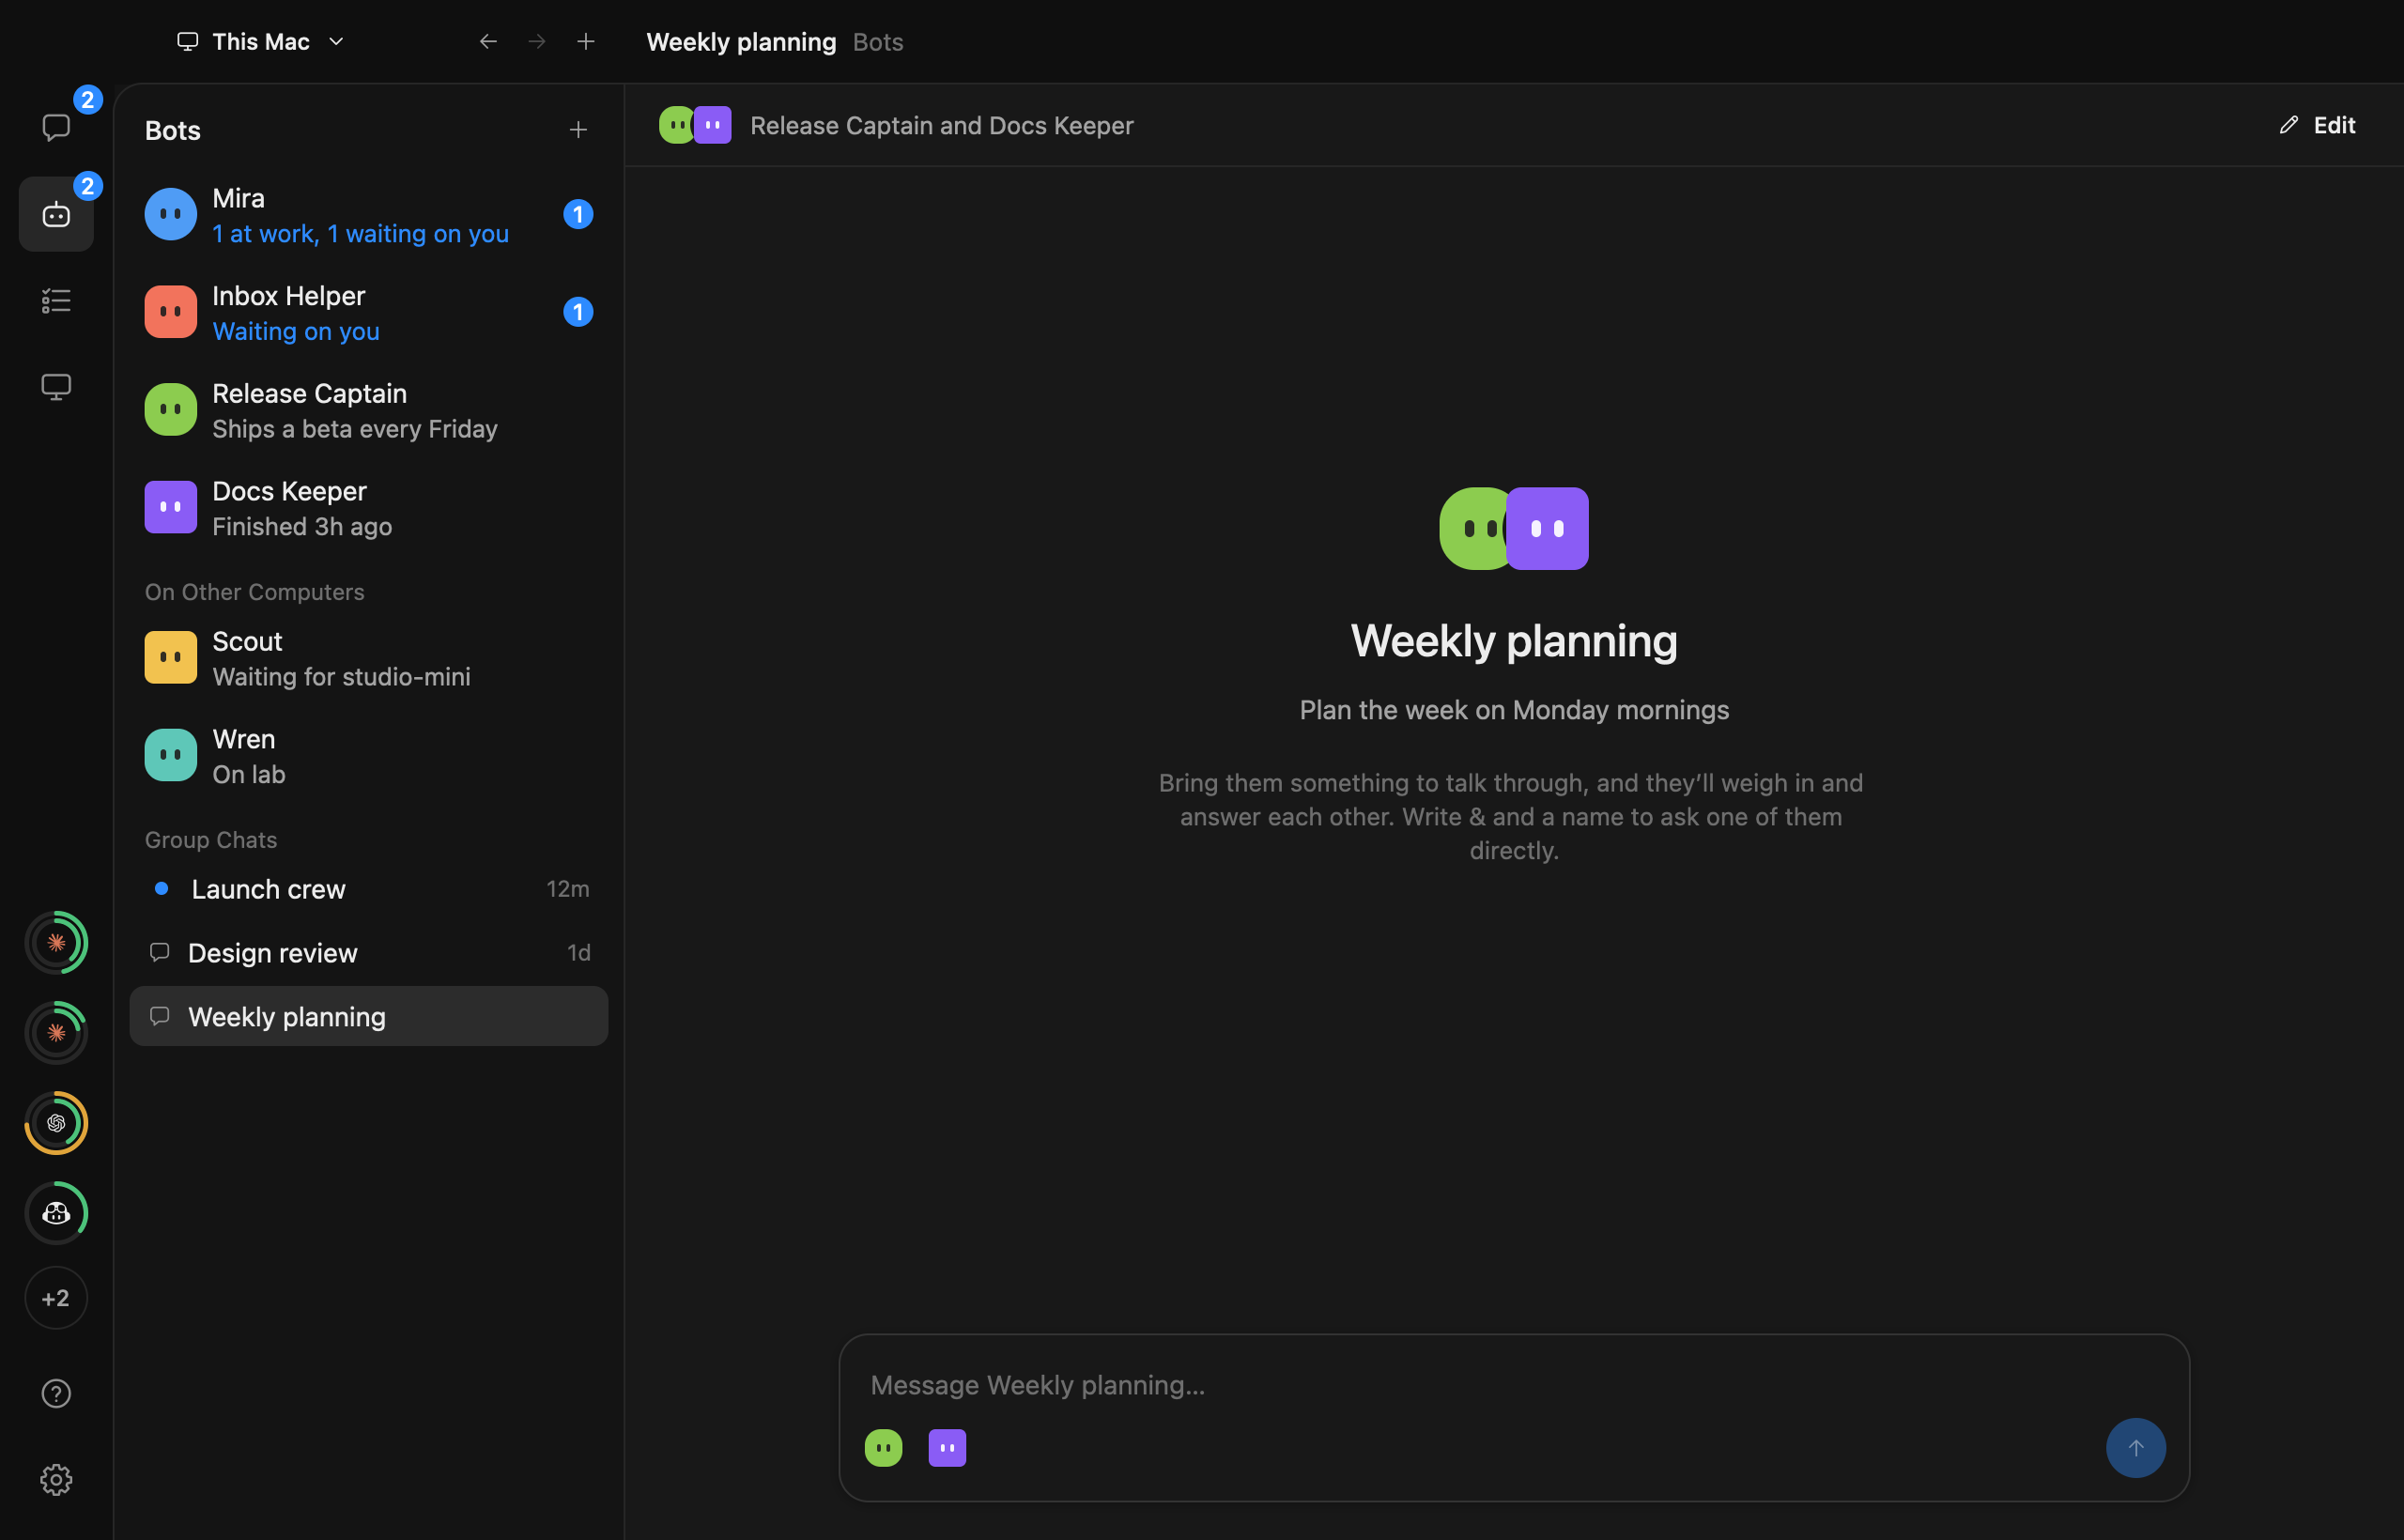 This Mac
Weekly planning Bots
2
2
Bots
Mira
1 at work, 1 waiting on you
1
Inbox Helper
Waiting on you
1
Release Captain
Ships a beta every Friday
Docs Keeper
Finished 3h ago
On Other Computers
Scout
Waiting for studio-mini
Wren
On lab
Group Chats
Launch crew 12m
Design review 1d
Weekly planning
+2
Release Captain and Docs Keeper
Edit
Weekly planning
Plan the week on Monday mornings
Bring them something to talk through, and they’ll weigh in and
answer each other. Write & and a name to ask one of them
directly.
Message Weekly planning...